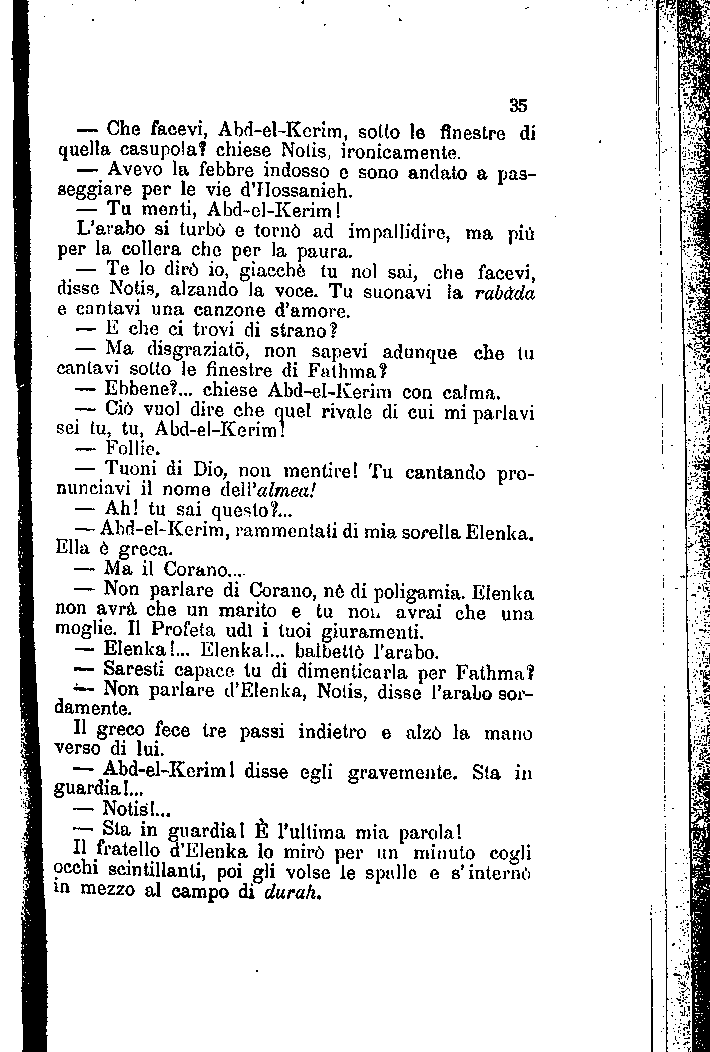 35
— Che facevi, Abd-el-Kerim, sotto le finestre di
quella casupola? chiese Notis, ironicamente.
— Avevo la febbre indosso e sono andato a pas-
seggiare per le vie d'Hossanieh.
— Tu menti, Abd-el-Kerim!
L'arabo si turbò e tornò ad impallidire, ma più
per la collera che per la paura.
— Te lo dirò io, giacchè tu nol sai, che facevi,
disse Notis, alzando la voce. Tu suonavi la rabàda
e cantavi una canzone d'amore.
— E che ci trovi di strano?
— Ma disgraziatö, non sapevi adunque che tu
cantavi sotto le finestre di Fathma?
— Ebbene?... chiese Abd-el-Kerim con calma.
— Ciò vuol dire che quel rivale di cui mi parlavi
sei tu, tu, Abd-el-Kerim!
— Follie.
— Tuoni di Dio, non mentire! Tu cantando pro-
nunciavi il nome dell'almea!
— Ah! tu sai questo?...
— Abd-el-Kerim, rammentati di mia sorella Elenka.
Ella è greca.
— Ma il Corano...
— Non parlare di Corano, nè di poligamia. Elenka
non avrà che un marito e tu non avrai che una
moglie. Il Profeta udì i tuoi giuramenti.
— Elenka!... Elenka!... balbettò l'arabo.
— Saresti capace tu di dimenticarla per Fathma?
— Non parlare d'Elenka, Notis, disse l'arabo sor-
damente.
Il greco fece tre passi indietro e alzò la mano
verso di lui.
— Abd-el-Kerim! disse egli gravemente. Sta in
guardia!...
— Notis!...
— Sta in guardia! È l'ultima mia parola!
Il fratello d'Elenka lo mirò per un minuto cogli
occhi scintillanti, poi gli volse le spalle e s'internò
in mezzo al campo di durah.